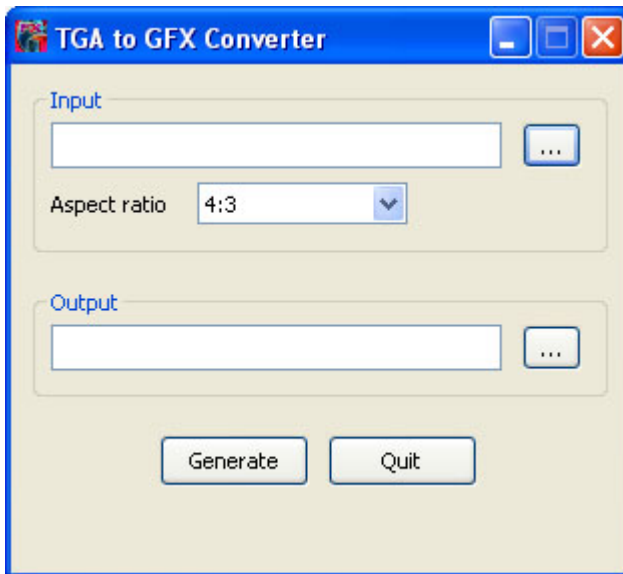 TGA to GFX Converter
Input
...
Aspect ratio 4:3
Output
...
Generate Quit